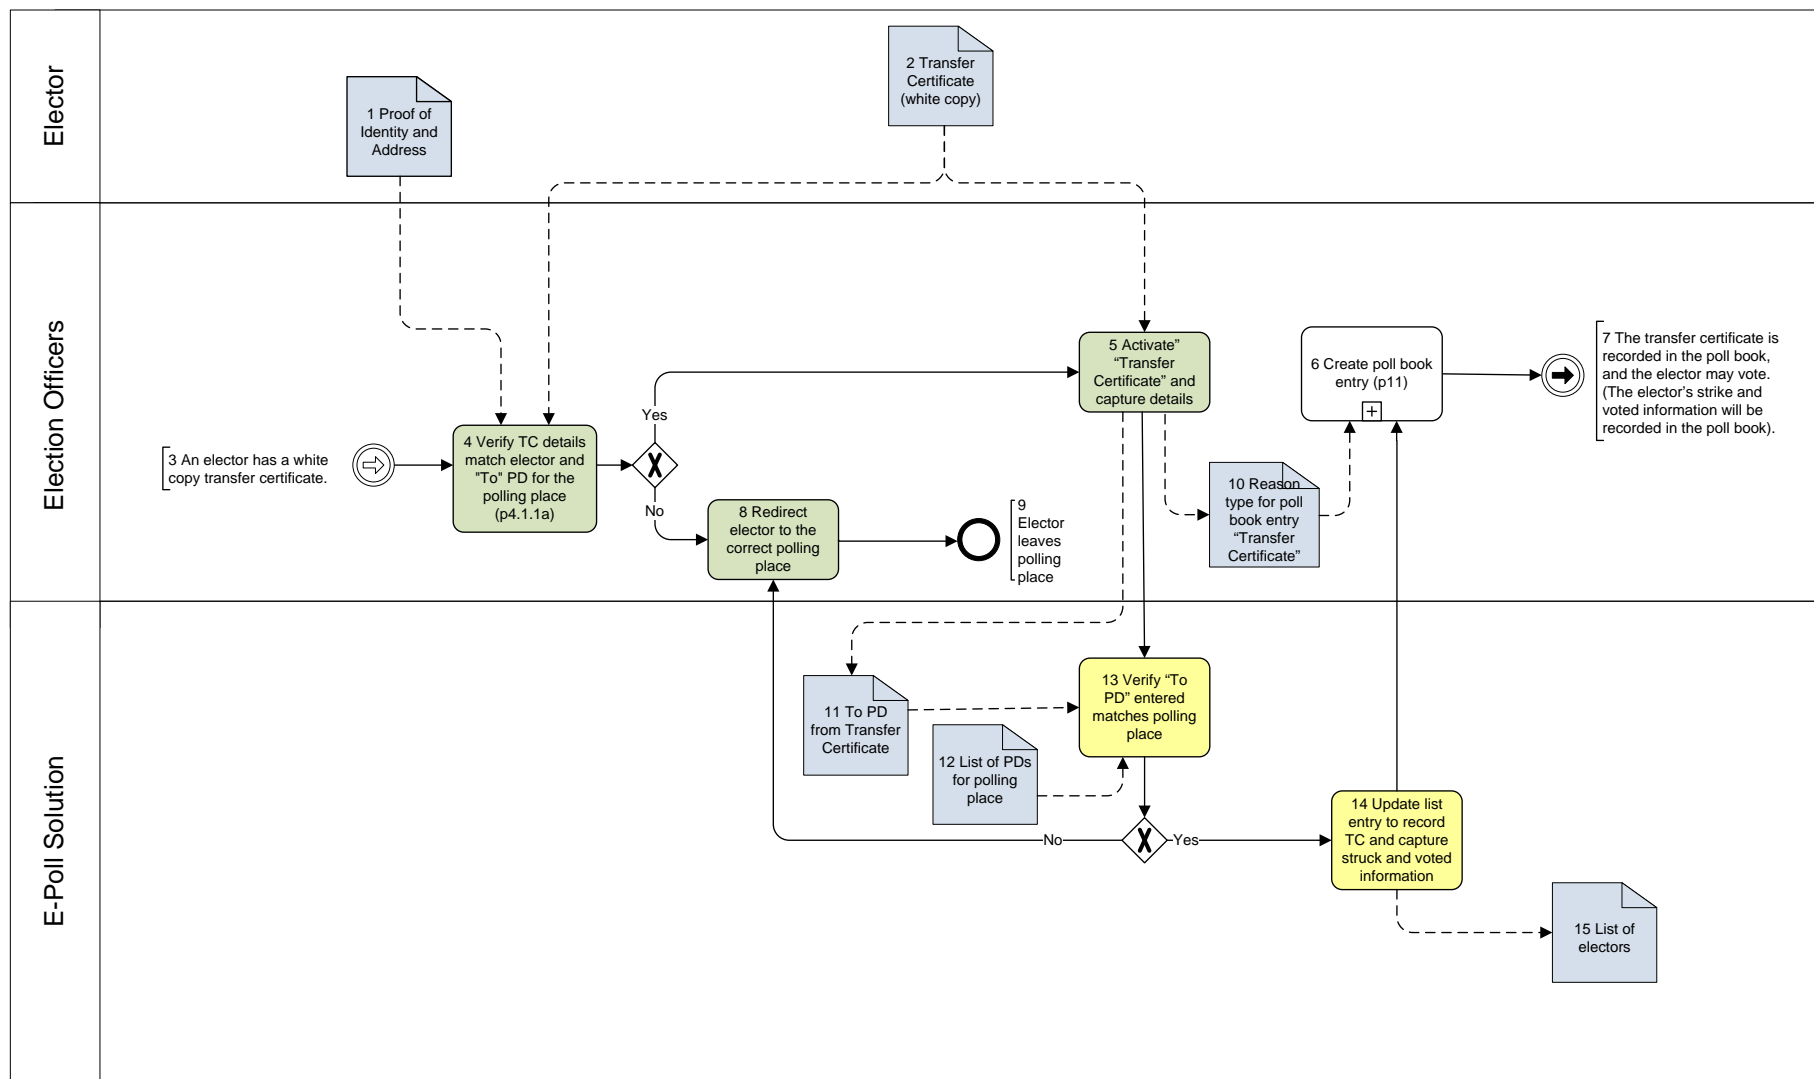 Elector
1 Proof of
Identity and
Address
2 Transfer
Certificate
(white copy)
Election Officers
3 An elector has a white
copy transfer certificate.
4 Verify TC details
match elector and
"To" PD for the
polling place
(p4.1.1a)
Yes
No
5 Activate”
“Transfer
Certificate” and
capture details
6 Create poll book
entry (p11)
7 The transfer certificate is
recorded in the poll book,
and the elector may vote.
(The elector’s strike and
voted information will be
recorded in the poll book).
8 Redirect
elector to the
correct polling
place
9
Elector
leaves
polling
place
10 Reason
type for poll
book entry
“Transfer
Certificate”
E-Poll Solution
11 To PD
from Transfer
Certificate
12 List of PDs
for polling
place
13 Verify “To
PD” entered
matches polling
place
No
Yes
14 Update list
entry to record
TC and capture
struck and voted
information
15 List of
electors